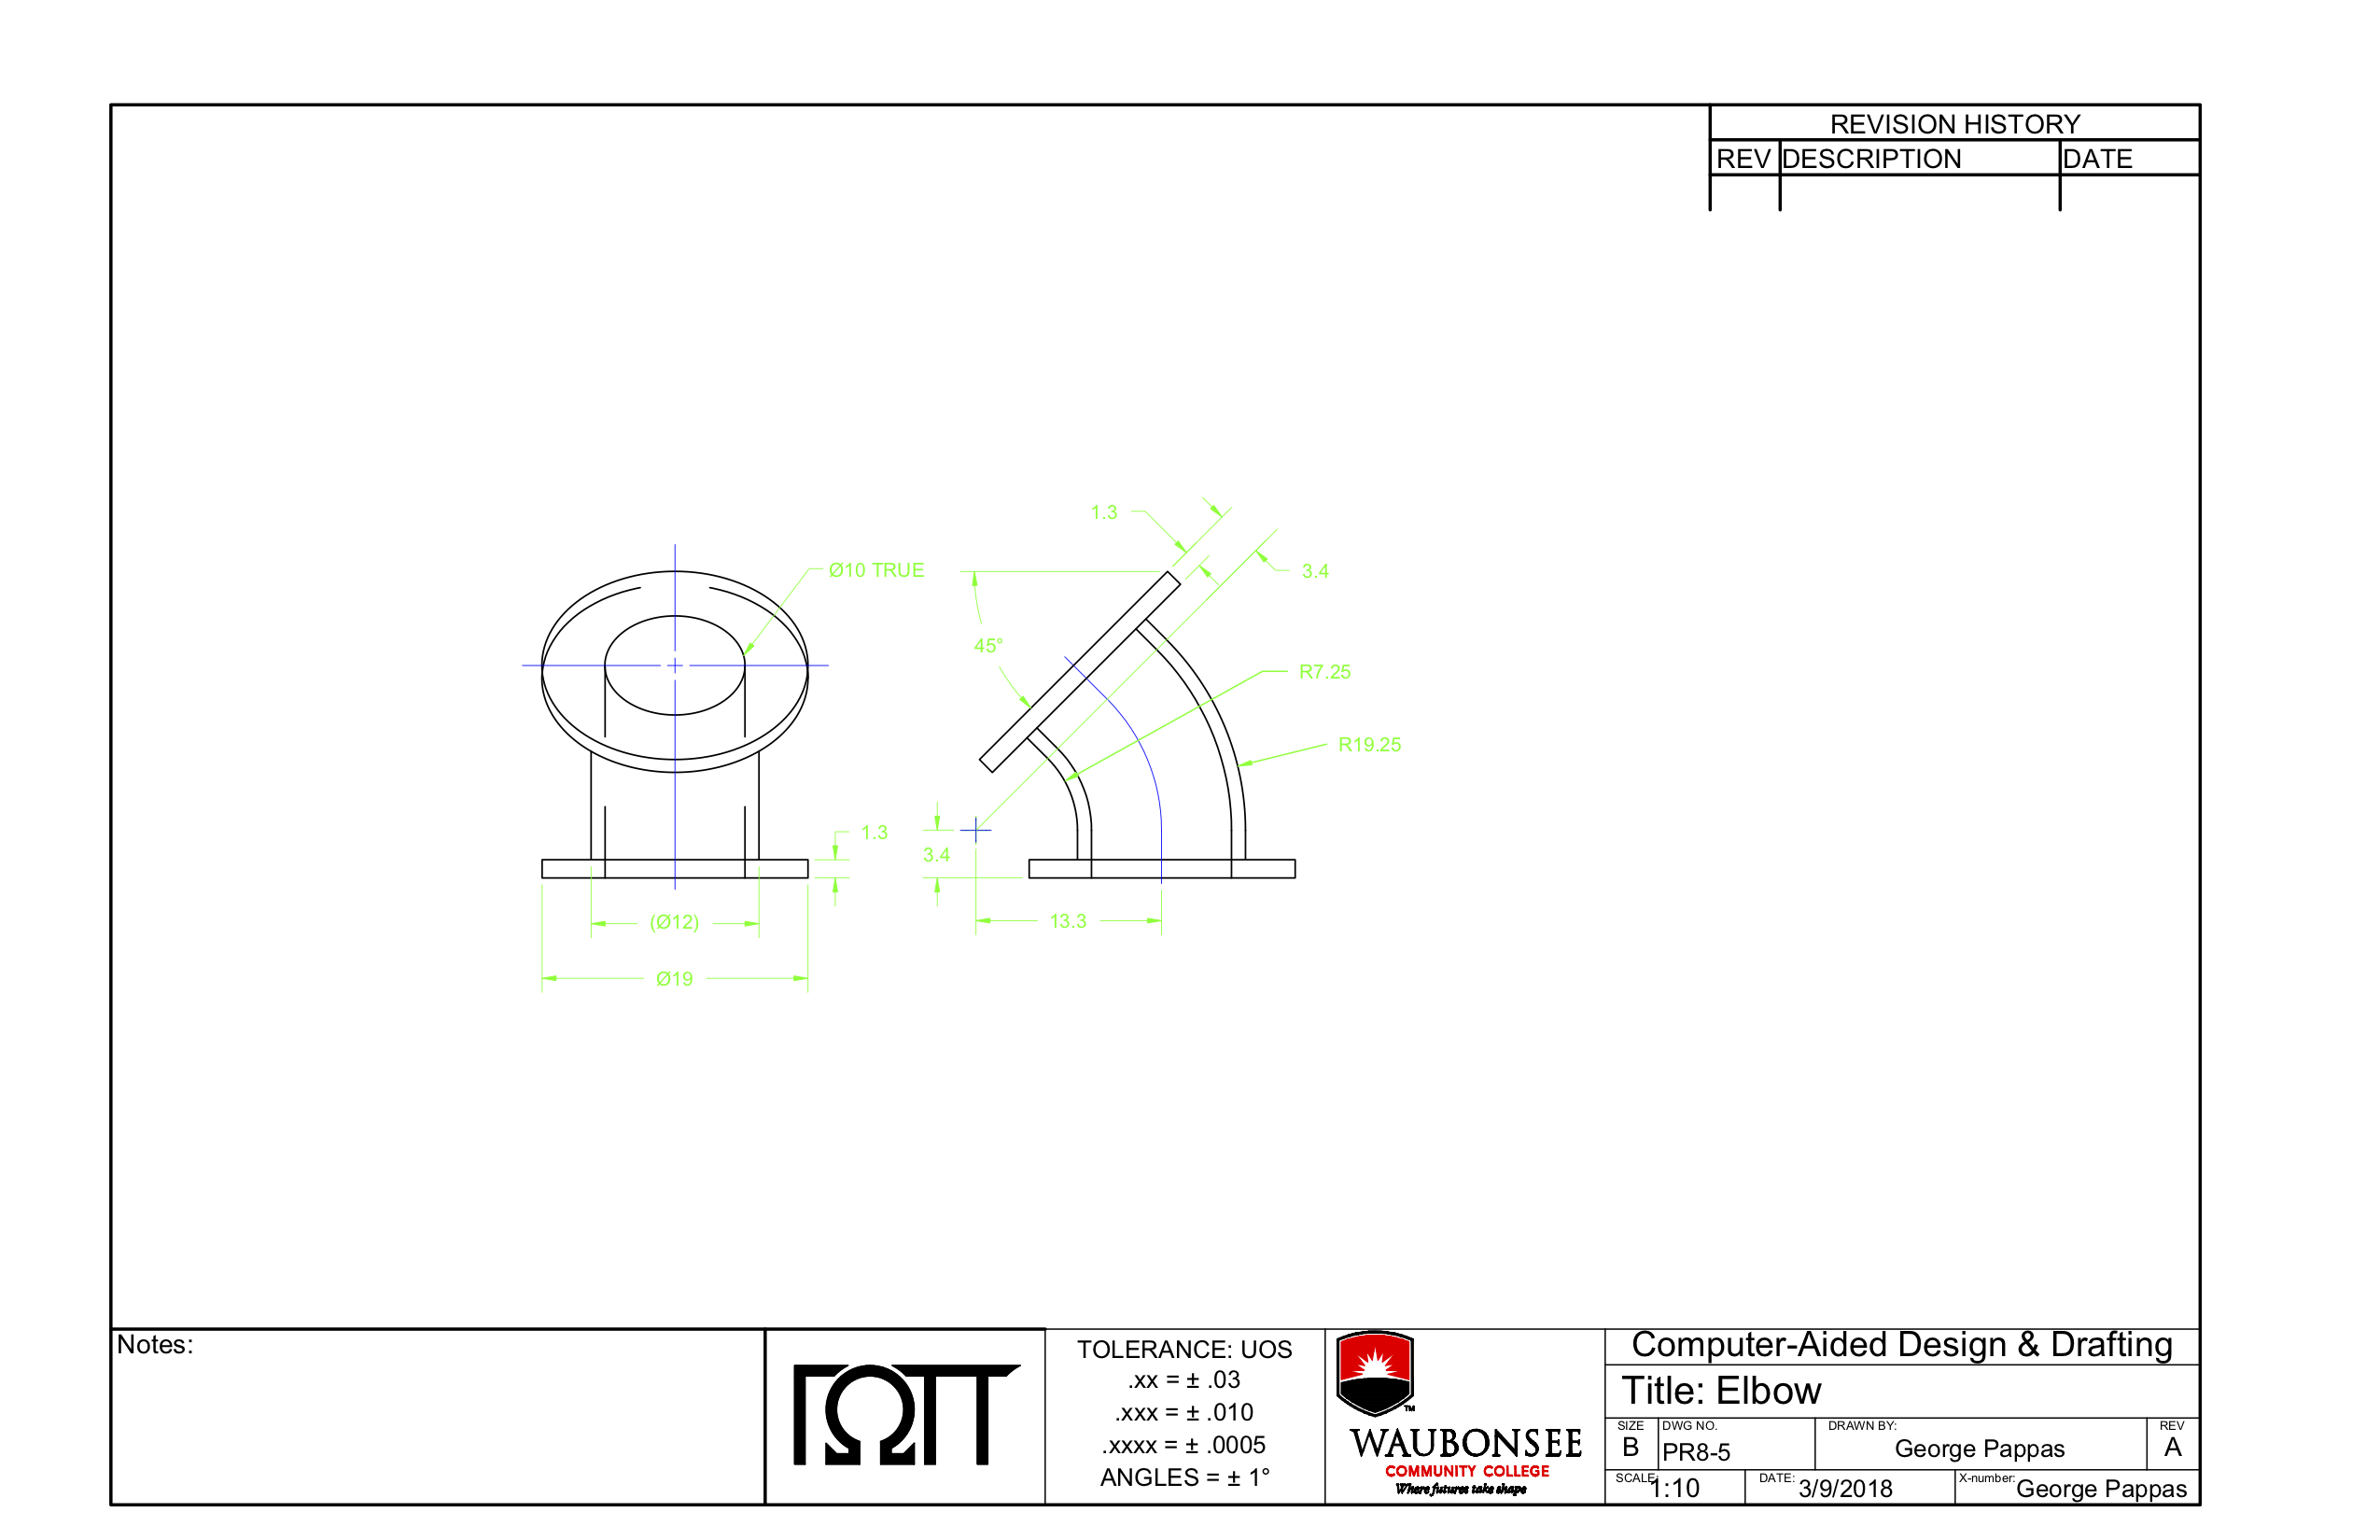 REVISION HISTORY
REV DESCRIPTION DATE
1.3
Ø10 TRUE
3.4
45°
R7.25
R19.25
1.3
3.4
(Ø12)
13.3
Ø19
Notes:
TOLERANCE: UOS
.xx = ± .03
.xxx = ± .010
.xxxx = ± .0005
ANGLES = ± 1°
TM
WAUBONSEE
COMMUNITY COLLEGE
Where futures take shape
Computer-Aided Design & Drafting
Title: Elbow
SIZE DWG NO. DRAWN BY: REV
B PR8-5 George Pappas A
SCALE: 1:10 DATE: 3/9/2018 X-number: George Pappas